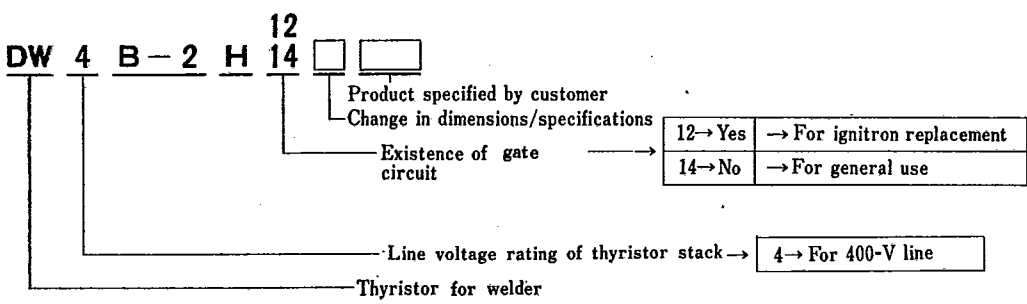 12
DW 4 B-2 H 14
Product specified by customer
Change in dimensions/specifications
12→Yes →For ignitron replacement
Existence of gate circuit →
14→No →For general use
Line voltage rating of thyristor stack→ 4→For 400-V line
Thyristor for welder